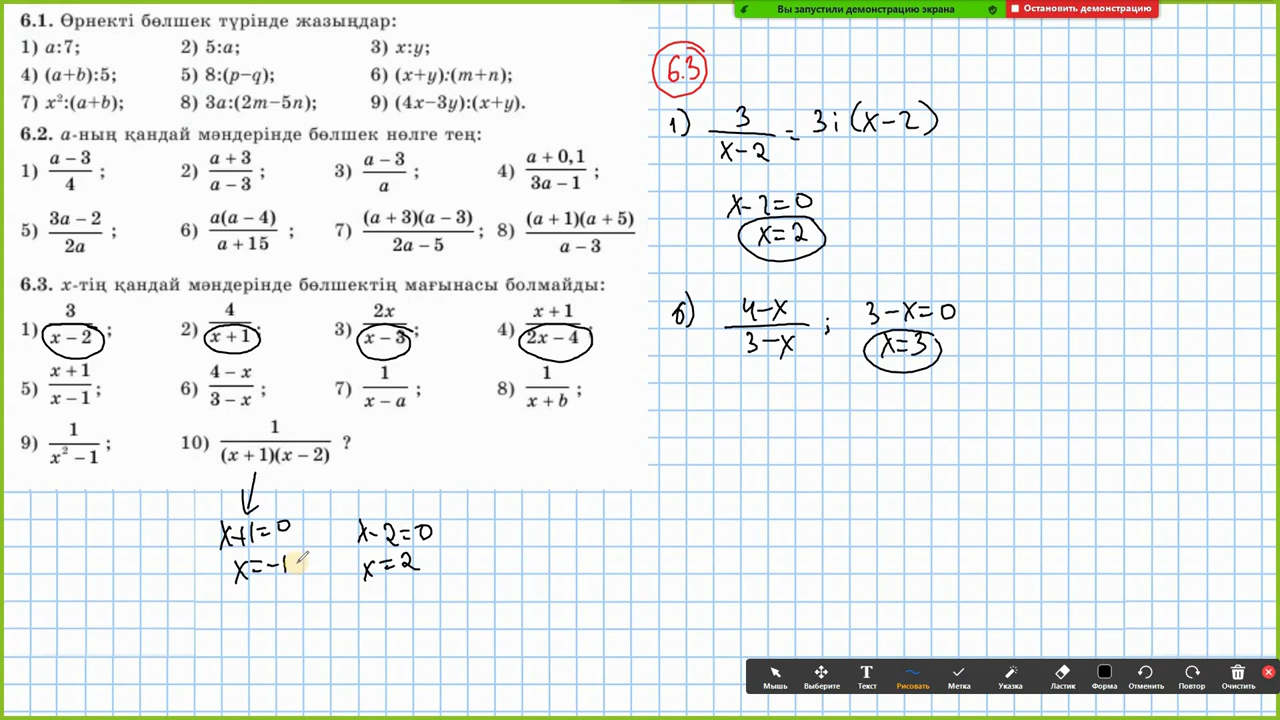 Вы запустили демонстрацию экрана
Остановить демонстрацию
6.1. Өрнекті бөлшек түрінде жазыңдар:
1) a:7; 2) 5:a; 3) x:y;
4) (a+b):5; 5) 8:(p-q); 6) (x+y):(m+n);
7) x²:(a+b); 8) 3a:(2m-5n); 9) (4x-3y):(x+y).
6.2. a-ның қандай мәндерінде бөлшек нөлге тең:
1) (a-3)/4; 2) (a+3)/(a-3); 3) (a-3)/a; 4) (a+0,1)/(3a-1);
5) (3a-2)/(2a); 6) a(a-4)/(a+15); 7) (a+3)(a-3)/(2a-5); 8) (a+1)(a+5)/(a-3)
6.3. x-тің қандай мәндерінде бөлшектің мағынасы болмайды:
1) 3/(x-2); 2) 4/(x+1); 3) 2x/(x-3); 4) (x+1)/(2x-4);
5) (x+1)/(x-1); 6) (4-x)/(3-x); 7) 1/(x-a); 8) 1/(x+b);
9) 1/(x²-1); 10) 1/((x+1)(x-2)) ?
x+1=0 x-2=0
x=-1 x=2
6.3
1) 3/(x-2) = 3: (x-2)
x-2=0
x=2
6) (4-x)/(3-x); 3-x=0
x=3
Мышь Выберите Текст Рисовать Метка Указка Ластик Форма Отменить Повтор Очистить